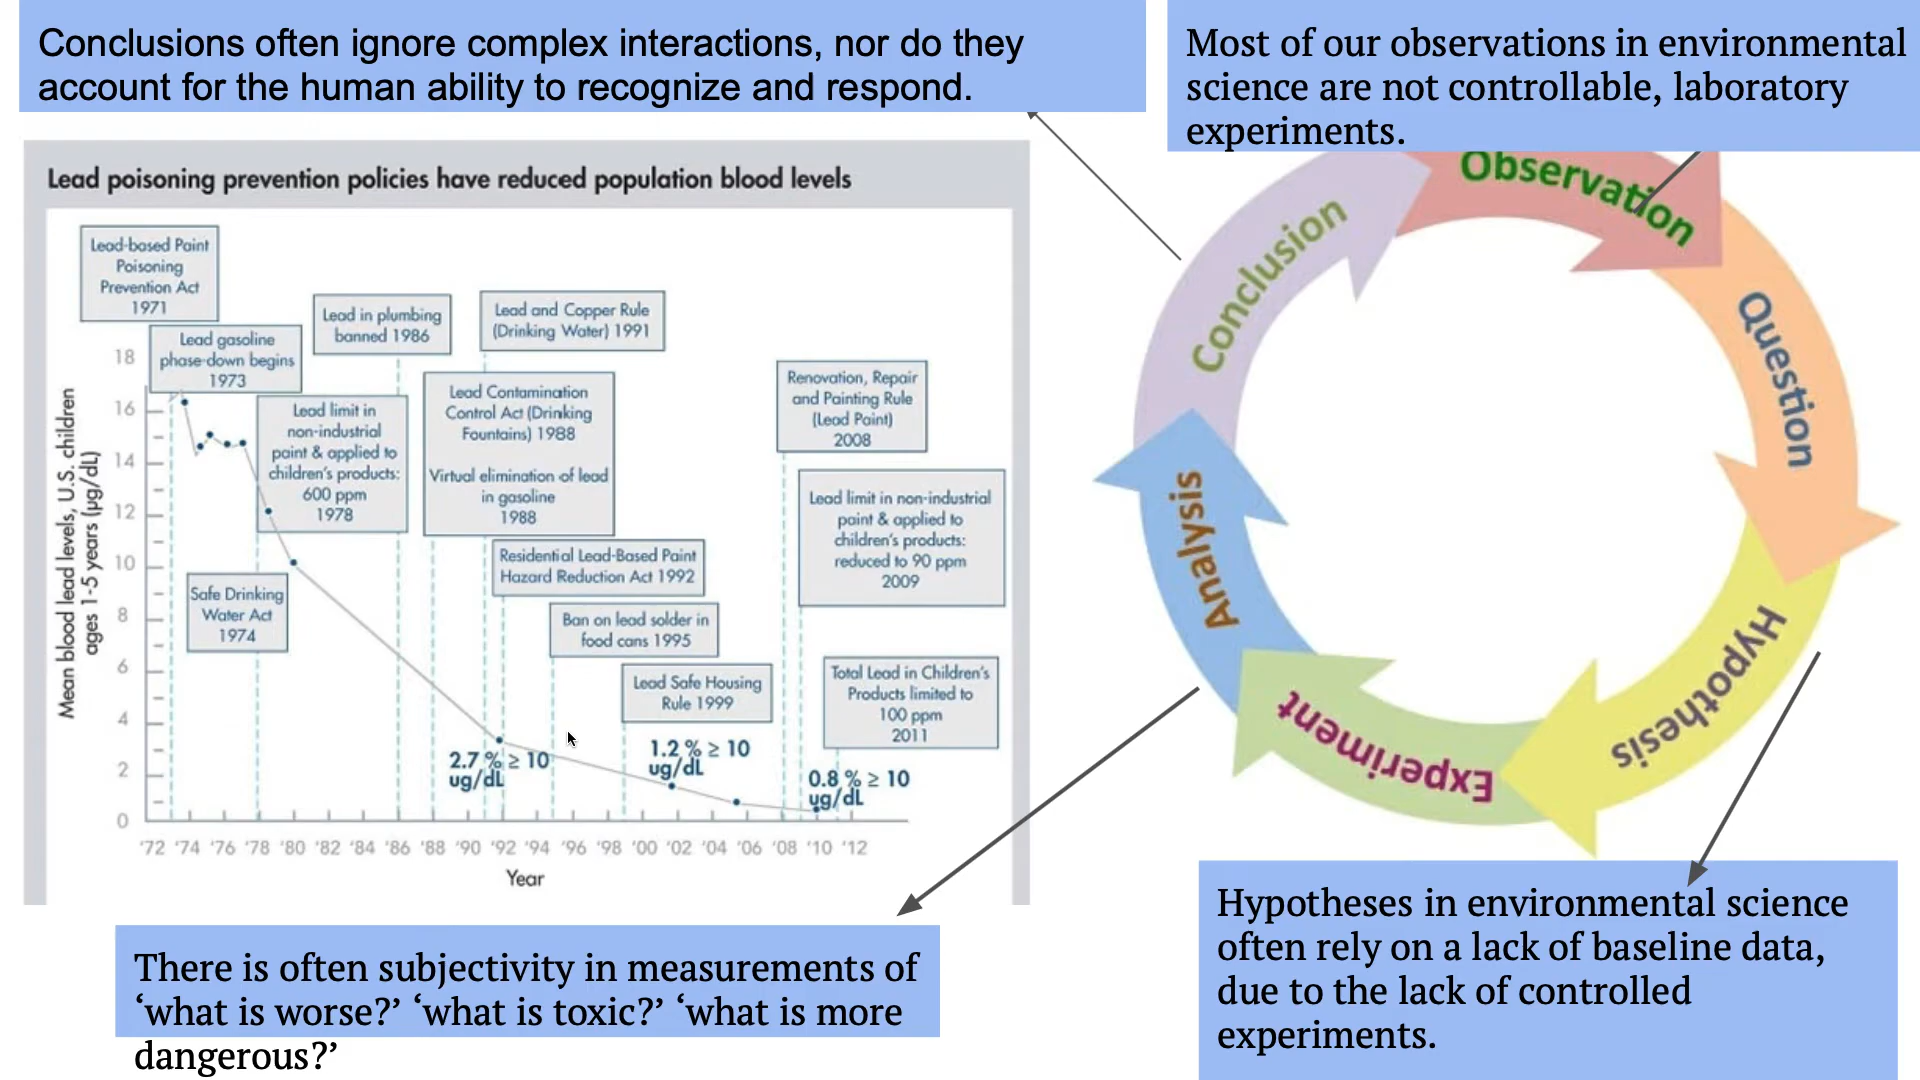 Conclusions often ignore complex interactions, nor do they
account for the human ability to recognize and respond.
Most of our observations in environmental
science are not controllable, laboratory
experiments.
Lead poisoning prevention policies have reduced population blood levels
Lead-based Paint
Poisoning
Prevention Act
1971
Lead gasoline
phase-down begins
1973
Lead in plumbing
banned 1986
Lead and Copper Rule
(Drinking Water) 1991
Lead limit in
non-industrial
paint & applied to
children's products:
600 ppm
1978
Lead Contamination
Control Act (Drinking
Fountains) 1988
Virtual elimination of lead
in gasoline
1988
Renovation, Repair
and Painting Rule
(Lead Paint)
2008
Lead limit in non-industrial
paint & applied to
children's products:
reduced to 90 ppm
2009
Safe Drinking
Water Act
1974
Residential Lead-Based Paint
Hazard Reduction Act 1992
Ban on lead solder in
food cans 1995
Lead Safe Housing
Rule 1999
Total Lead in Children's
Products limited to
100 ppm
2011
2.7 % ≥ 10
ug/dL
1.2 % ≥ 10
ug/dL
0.8 % ≥ 10
ug/dL
Mean blood lead levels, U.S. children
ages 1-5 years (µg/dL)
18
16
14
12
10
8
6
4
2
0
'72 '74 '76 '78 '80 '82 '84 '86 '88 '90 '92 '94 '96 '98 '00 '02 '04 '06 '08 '10 '12
Year
Observation
Question
Hypothesis
Experiment
Analysis
Conclusion
There is often subjectivity in measurements of
‘what is worse?’ ‘what is toxic?’ ‘what is more
dangerous?’
Hypotheses in environmental science
often rely on a lack of baseline data,
due to the lack of controlled
experiments.